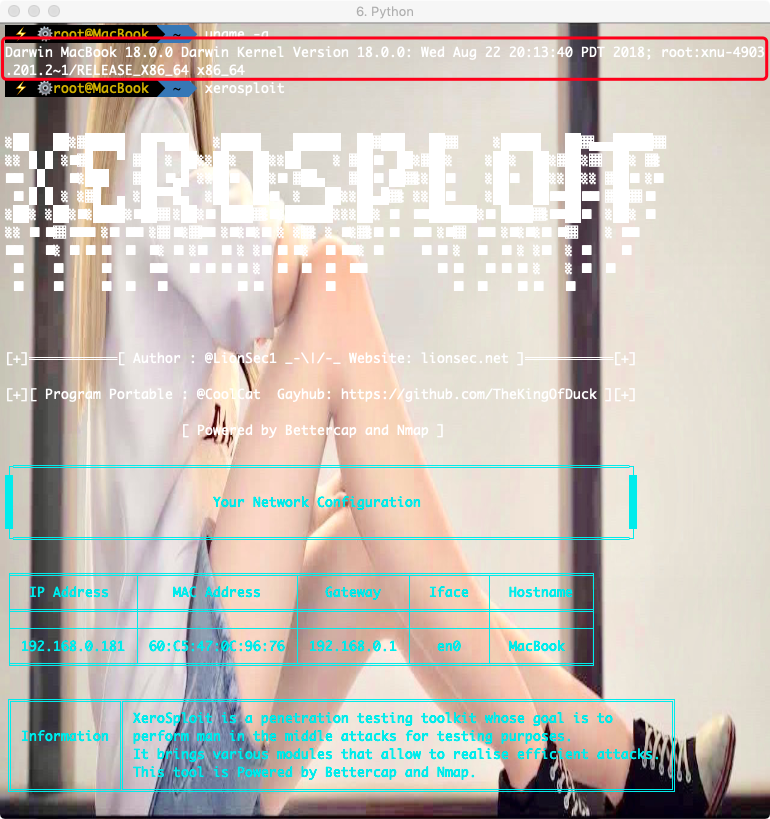 6. Python
⚡ ⚙root@MacBook ~ uname -a
Darwin MacBook 18.0.0 Darwin Kernel Version 18.0.0: Wed Aug 22 20:13:40 PDT 2018; root:xnu-4903
.201.2~1/RELEASE_X86_64 x86_64
⚡ ⚙root@MacBook ~ xerosploit
XEROSPLOIT
[+]═══════════[ Author : @LionSec1 _-\|/-_ Website: lionsec.net ]═══════════[+]
[+][ Program Portable : @CoolCat  Gayhub: https://github.com/TheKingOfDuck ][+]
[ Powered by Bettercap and Nmap ]
Your Network Configuration
IP Address MAC Address Gateway Iface Hostname
192.168.0.181 60:C5:47:0C:96:76 192.168.0.1 en0 MacBook
XeroSploit is a penetration testing toolkit whose goal is to
Information perform man in the middle attacks for testing purposes.
It brings various modules that allow to realise efficient attacks.
This tool is Powered by Bettercap and Nmap.